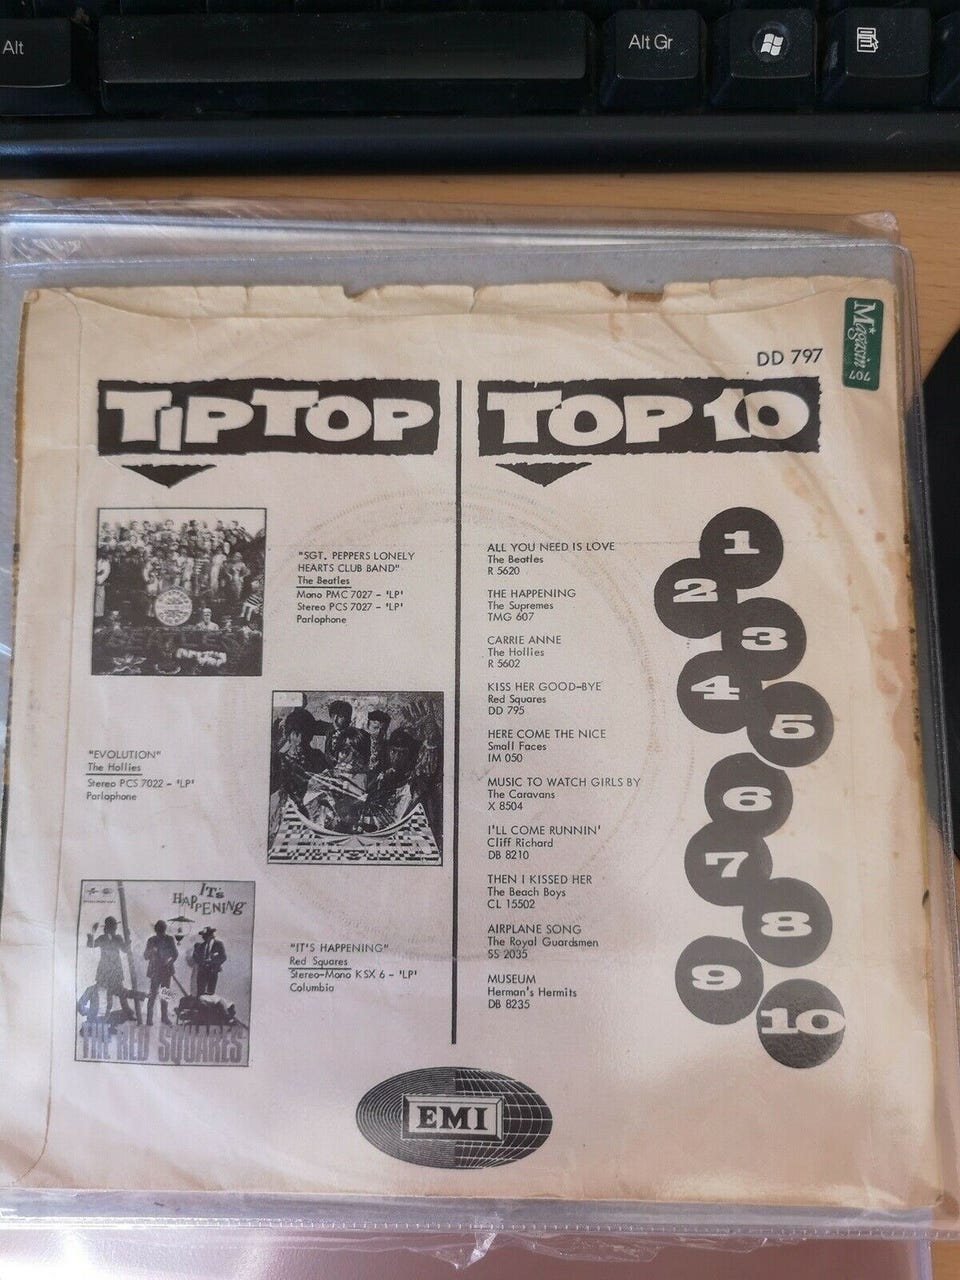 Alt
Alt Gr
Magasin
707
DD 797
TIP TOP
TOP 10
"SGT. PEPPERS LONELY
HEARTS CLUB BAND"
The Beatles
Mono PMC 7027 - 'LP'
Stereo PCS 7027 - 'LP'
Parlophone
"EVOLUTION"
The Hollies
Stereo PCS 7022 - 'LP'
Parlophone
IT's
HAPPENING
THE RED SQUARES
"IT'S HAPPENING"
Red Squares
Stereo-Mono KSX 6 - 'LP'
Columbia
ALL YOU NEED IS LOVE
The Beatles
R 5620
THE HAPPENING
The Supremes
TMG 607
CARRIE ANNE
The Hollies
R 5602
KISS HER GOOD-BYE
Red Squares
DD 795
HERE COME THE NICE
Small Faces
IM 050
MUSIC TO WATCH GIRLS BY
The Caravans
X 8504
I'LL COME RUNNIN'
Cliff Richard
DB 8210
THEN I KISSED HER
The Beach Boys
CL 15502
AIRPLANE SONG
The Royal Guardsmen
SS 2035
MUSEUM
Herman's Hermits
DB 8235
1
2
3
4
5
6
7
8
9
10
EMI